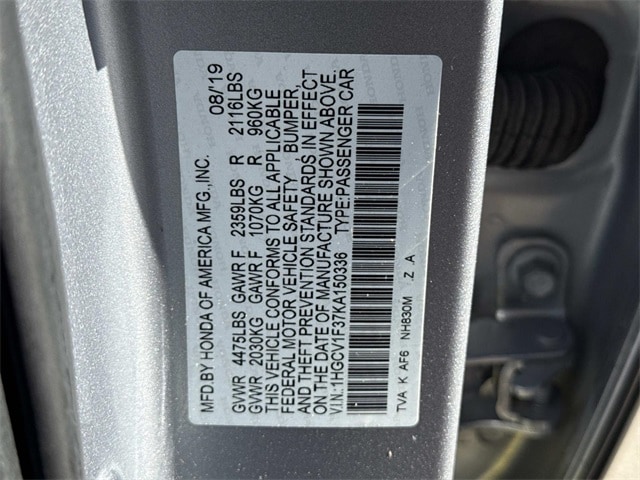 MFD.BY HONDA OF AMERICA MFG.,INC. 08/19
GVWR 4475LBS GAWR F 2359LBS R 2116LBS
GVWR 2030KG GAWR F 1070KG R 960KG
THIS VEHICLE CONFORMS TO ALL APPLICABLE
FEDERAL MOTOR VEHICLE SAFETY, BUMPER,
AND THEFT PREVENTION STANDARDS IN EFFECT
ON THE DATE OF MANUFACTURE SHOWN ABOVE.
V.I.N.:1HGCV1F37KA150336 TYPE:PASSENGER CAR
TVA K AF6 NH830M .Z .A